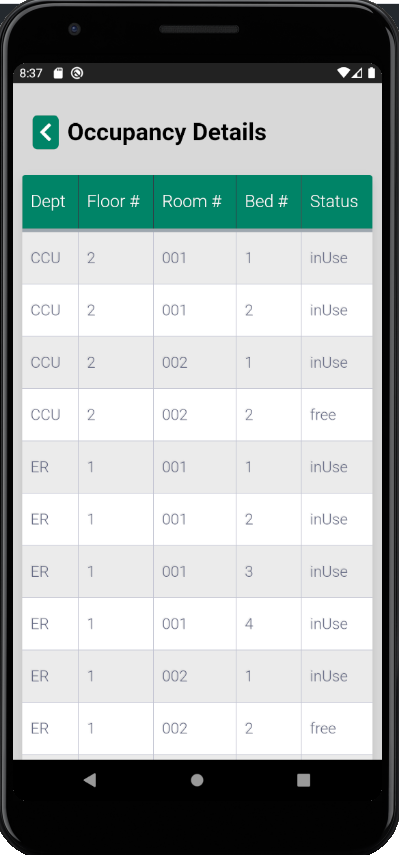 8:37
Occupancy Details
Dept Floor # Room # Bed # Status
CCU 2 001 1 inUse
CCU 2 001 2 inUse
CCU 2 002 1 inUse
CCU 2 002 2 free
ER 1 001 1 inUse
ER 1 001 2 inUse
ER 1 001 3 inUse
ER 1 001 4 inUse
ER 1 002 1 inUse
ER 1 002 2 free